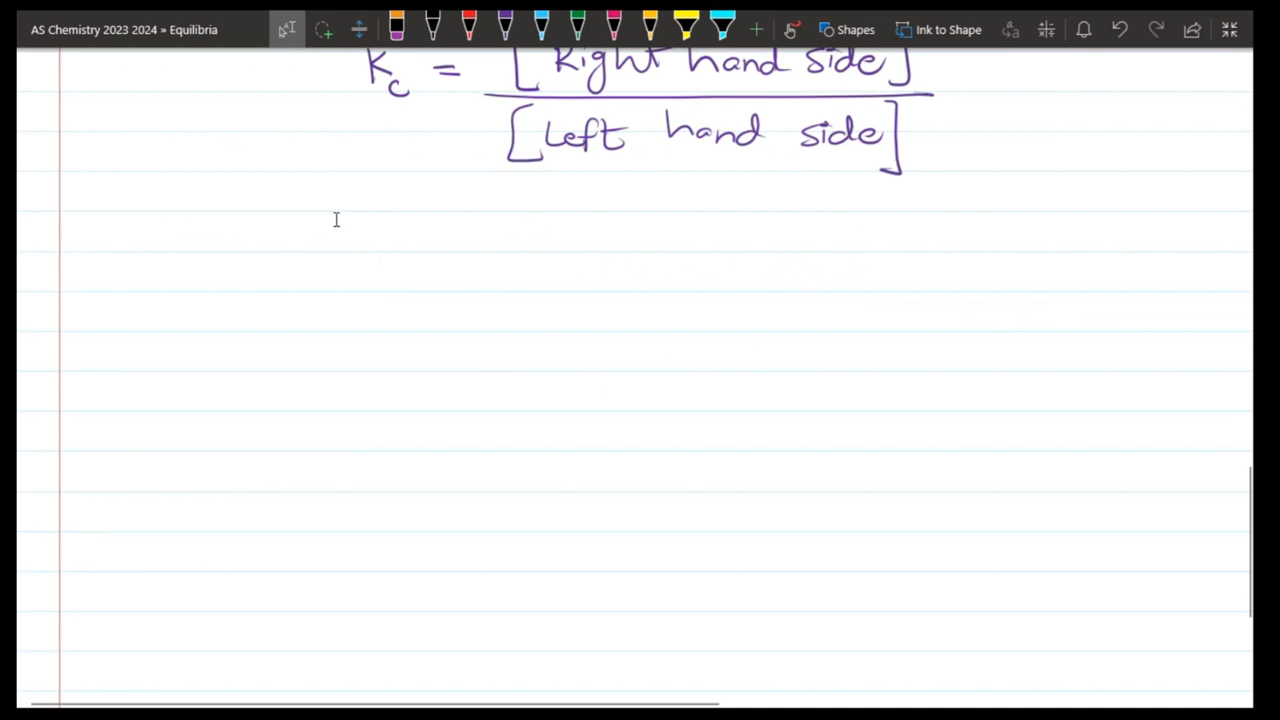 AS Chemistry 2023 2024 » Equilibria
Shapes
Ink to Shape
Kc = [Right hand side]
[Left hand side]